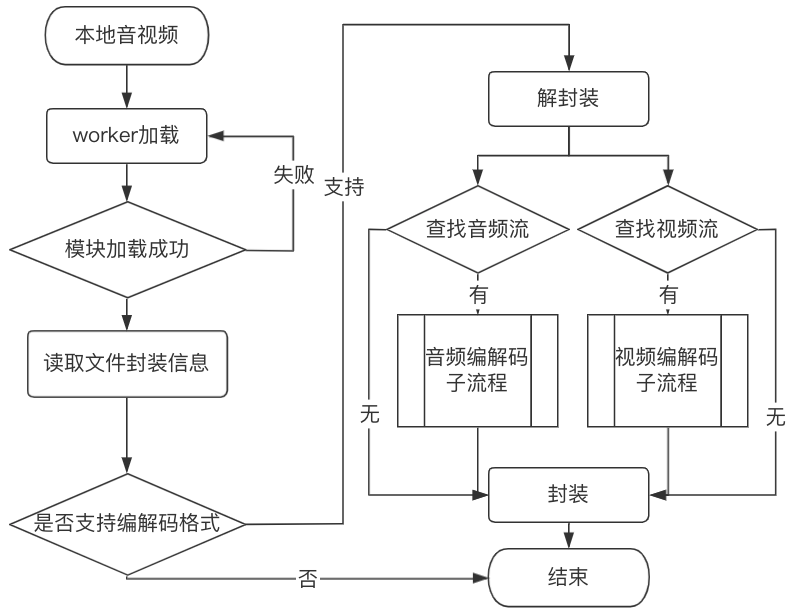 本地音视频
worker加载
失败
模块加载成功
读取文件封装信息
是否支持编解码格式
否
支持
解封装
查找音频流
查找视频流
有
有
音频编解码
子流程
视频编解码
子流程
无
无
封装
结束